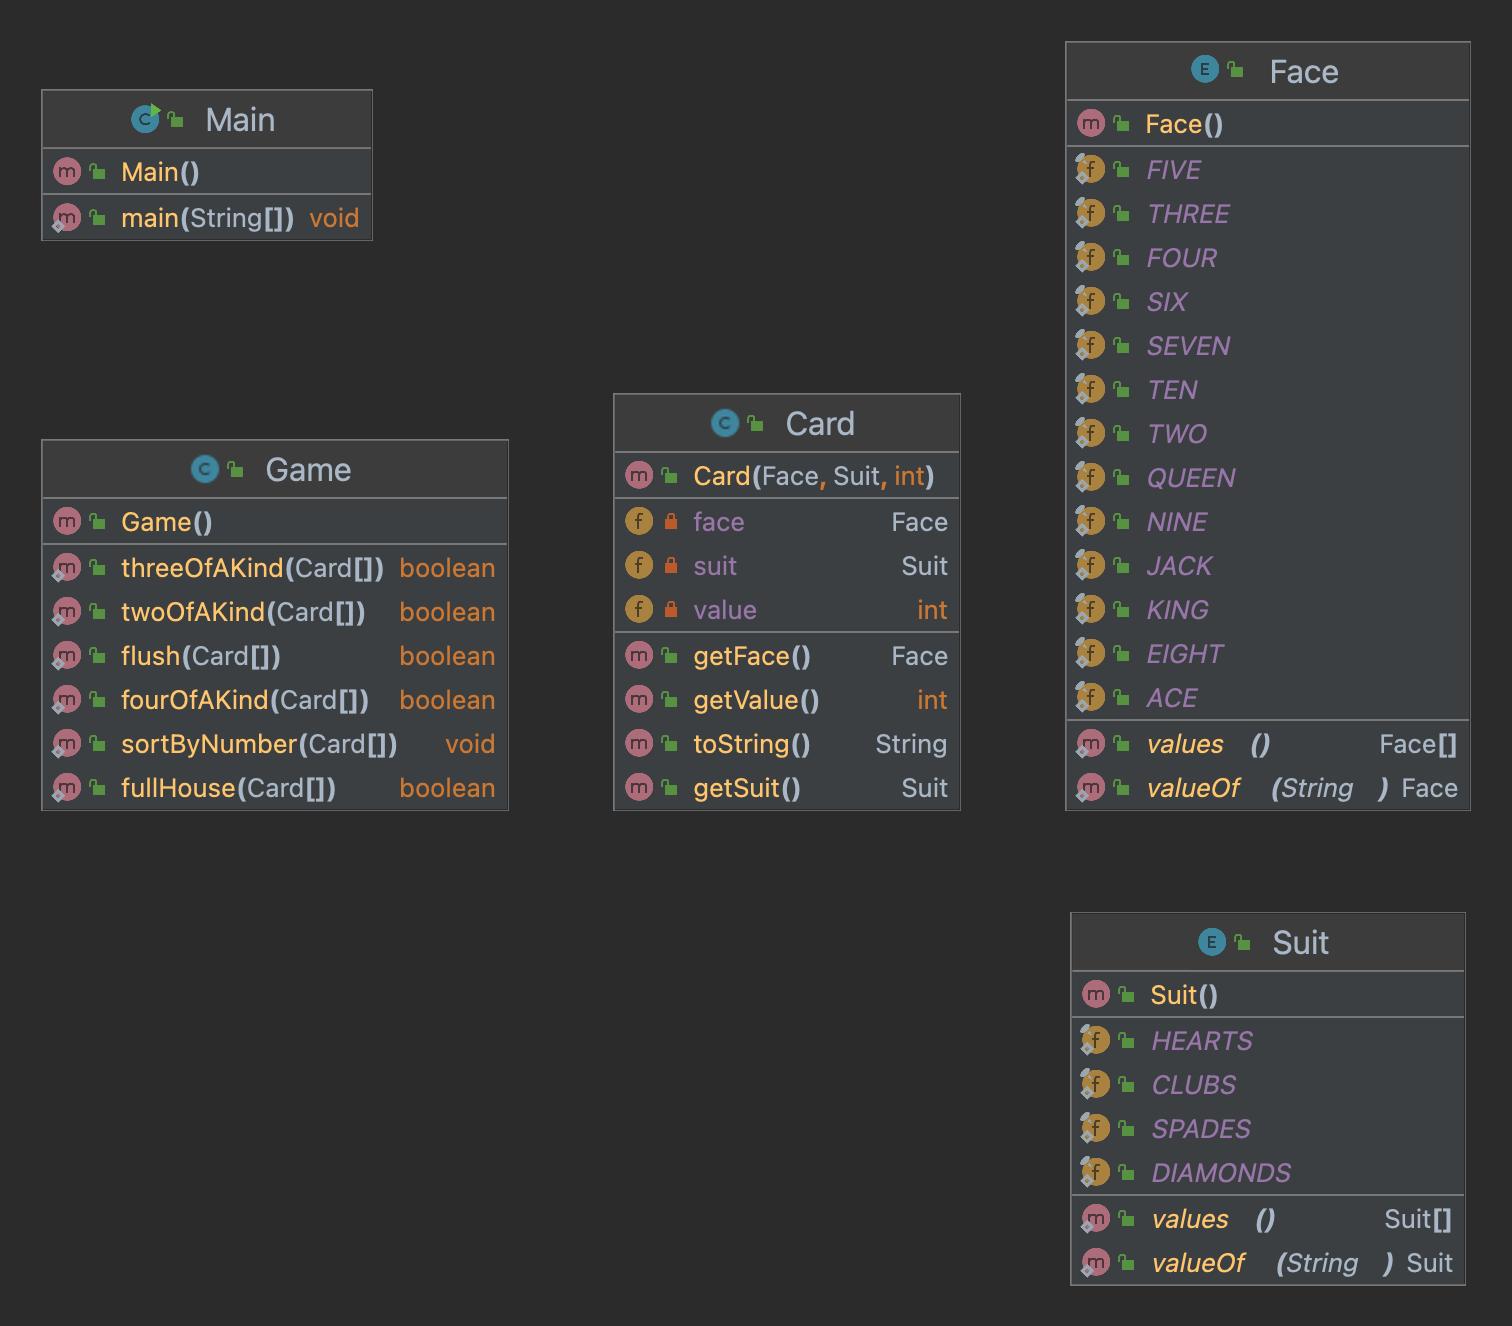 Main
Main()
main(String[]) void
Game
Game()
threeOfAKind(Card[]) boolean
twoOfAKind(Card[]) boolean
flush(Card[]) boolean
fourOfAKind(Card[]) boolean
sortByNumber(Card[]) void
fullHouse(Card[]) boolean
Card
Card(Face, Suit, int)
face Face
suit Suit
value int
getFace() Face
getValue() int
toString() String
getSuit() Suit
Face
Face()
FIVE
THREE
FOUR
SIX
SEVEN
TEN
TWO
QUEEN
NINE
JACK
KING
EIGHT
ACE
values () Face[]
valueOf (String ) Face
Suit
Suit()
HEARTS
CLUBS
SPADES
DIAMONDS
values () Suit[]
valueOf (String ) Suit